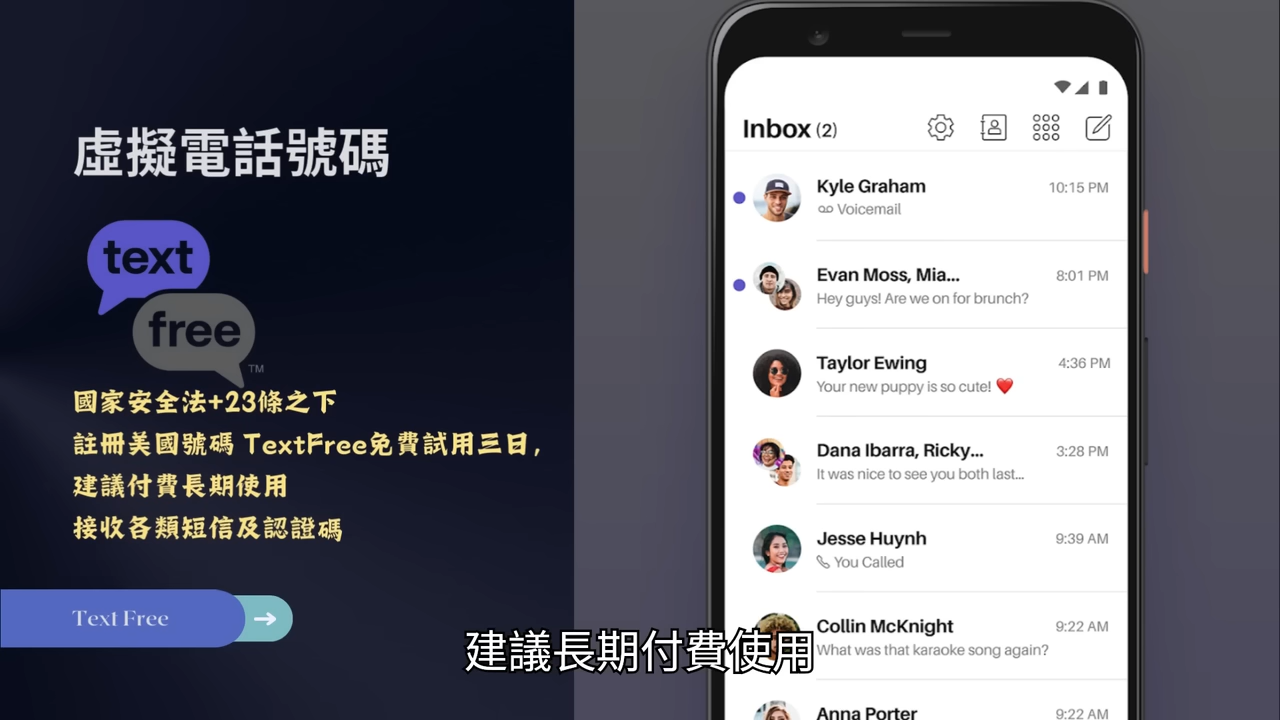 虛擬電話號碼
text
free
TM
國家安全法+23條之下
註冊美國號碼 TextFree免費試用三日，
建議付費長期使用
接收各類短信及認證碼
Text Free
Inbox (2)
Kyle Graham
10:15 PM
Voicemail
Evan Moss, Mia...
8:01 PM
Hey guys! Are we on for brunch?
Taylor Ewing
4:36 PM
Your new puppy is so cute! ❤️
Dana Ibarra, Ricky...
3:28 PM
It was nice to see you both last...
Jesse Huynh
9:39 AM
You Called
Collin McKnight
9:22 AM
What was that karaoke song again?
Anna Porter
9:22 AM
建議長期付費使用